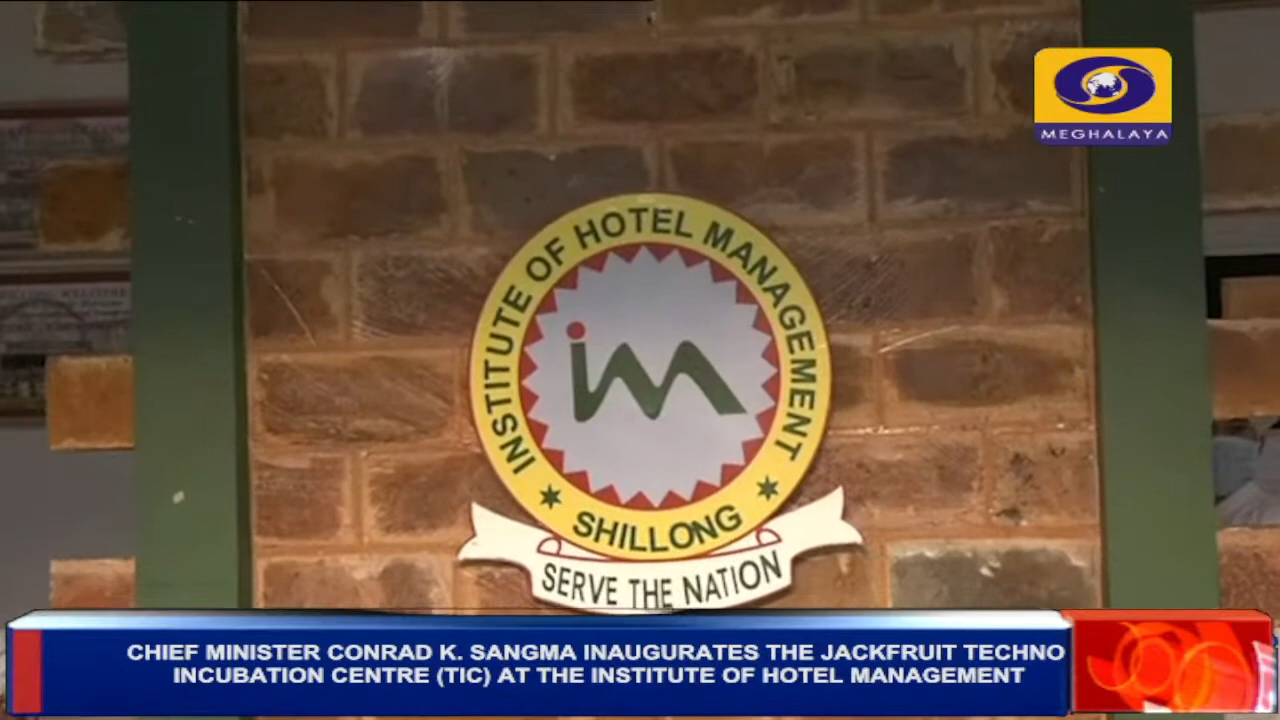 MEGHALAYA
INSTITUTE OF HOTEL MANAGEMENT
im
SHILLONG
SERVE THE NATION
CHIEF MINISTER CONRAD K. SANGMA INAUGURATES THE JACKFRUIT TECHNO
INCUBATION CENTRE (TIC) AT THE INSTITUTE OF HOTEL MANAGEMENT